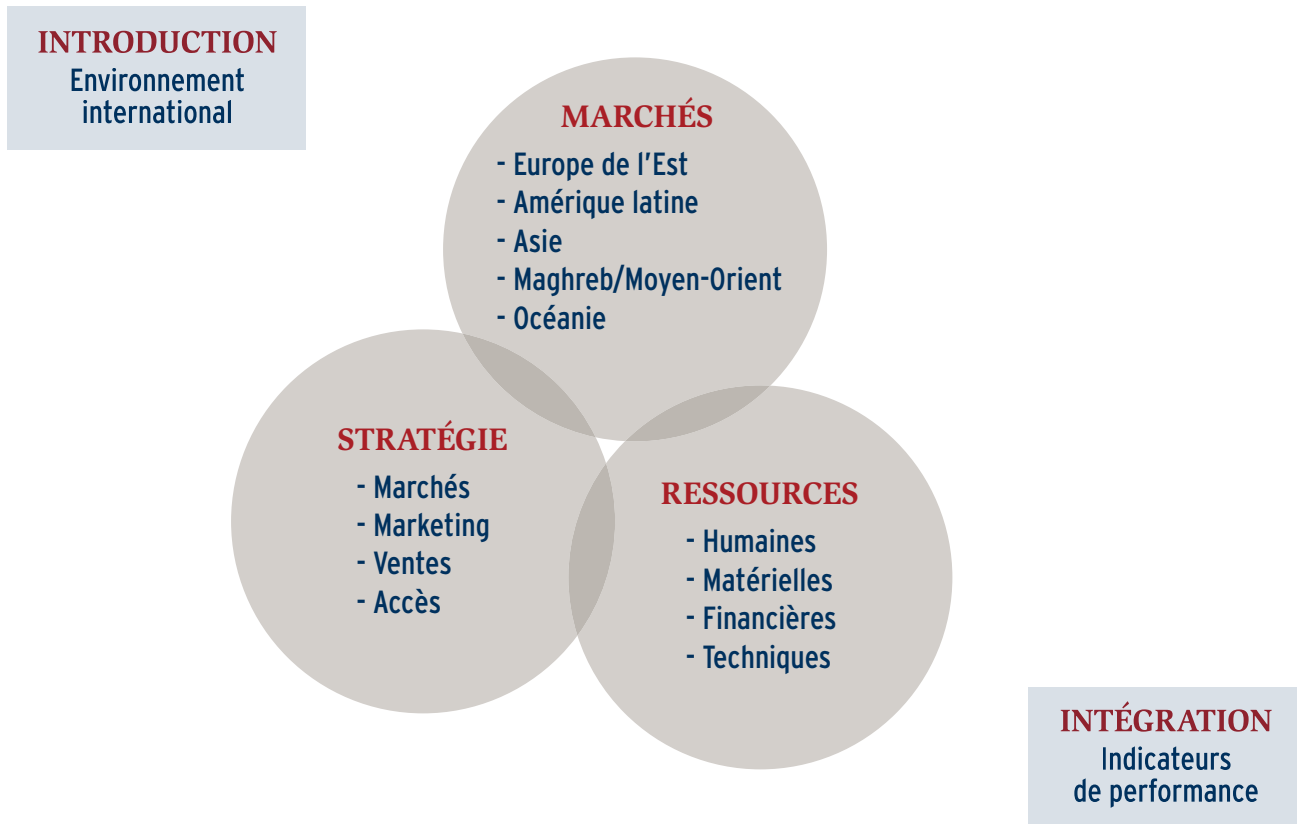 INTRODUCTION
Environnement
international
MARCHÉS
- Europe de l'Est
- Amérique latine
- Asie
- Maghreb/Moyen-Orient
- Océanie
STRATÉGIE
- Marchés
- Marketing
- Ventes
- Accès
RESSOURCES
- Humaines
- Matérielles
- Financières
- Techniques
INTÉGRATION
Indicateurs
de performance